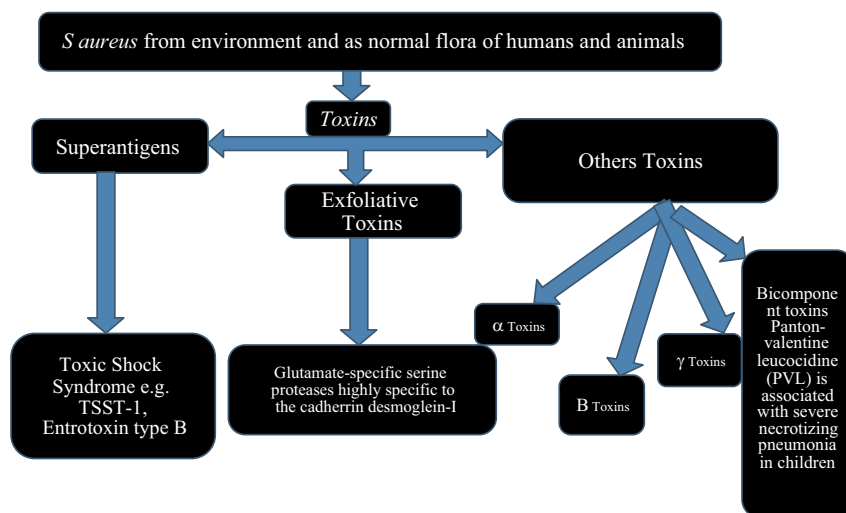 S aureus from environment and as normal flora of humans and animals
Toxins
Superantigens
Others Toxins
Exfoliative
Toxins
α Toxins
B Toxins
γ Toxins
Bicompone
nt toxins
Panton-
valentine
leucocidine
(PVL) is
associated
with severe
necrotizing
pneumonia
in children
Toxic Shock
Syndrome e.g.
TSST-1,
Entrotoxin type B
Glutamate-specific serine
proteases highly specific to
the cadherrin desmoglein-I